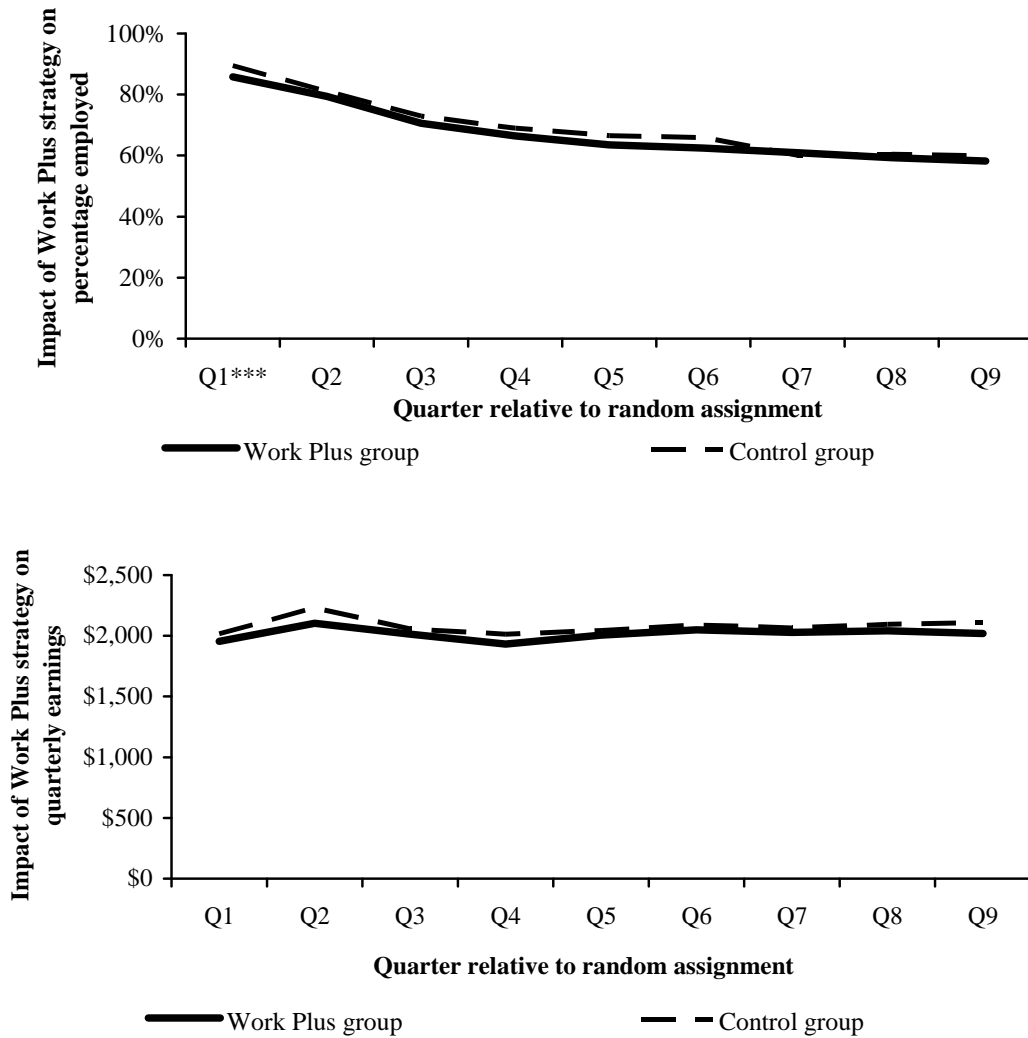 Impact of Work Plus strategy on
percentage employed
100%
80%
60%
40%
20%
0%
Q1*** Q2 Q3 Q4 Q5 Q6 Q7 Q8 Q9
Quarter relative to random assignment
Work Plus group Control group
Impact of Work Plus strategy on
quarterly earnings
$2,500
$2,000
$1,500
$1,000
$500
$0
Q1 Q2 Q3 Q4 Q5 Q6 Q7 Q8 Q9
Quarter relative to random assignment
Work Plus group Control group